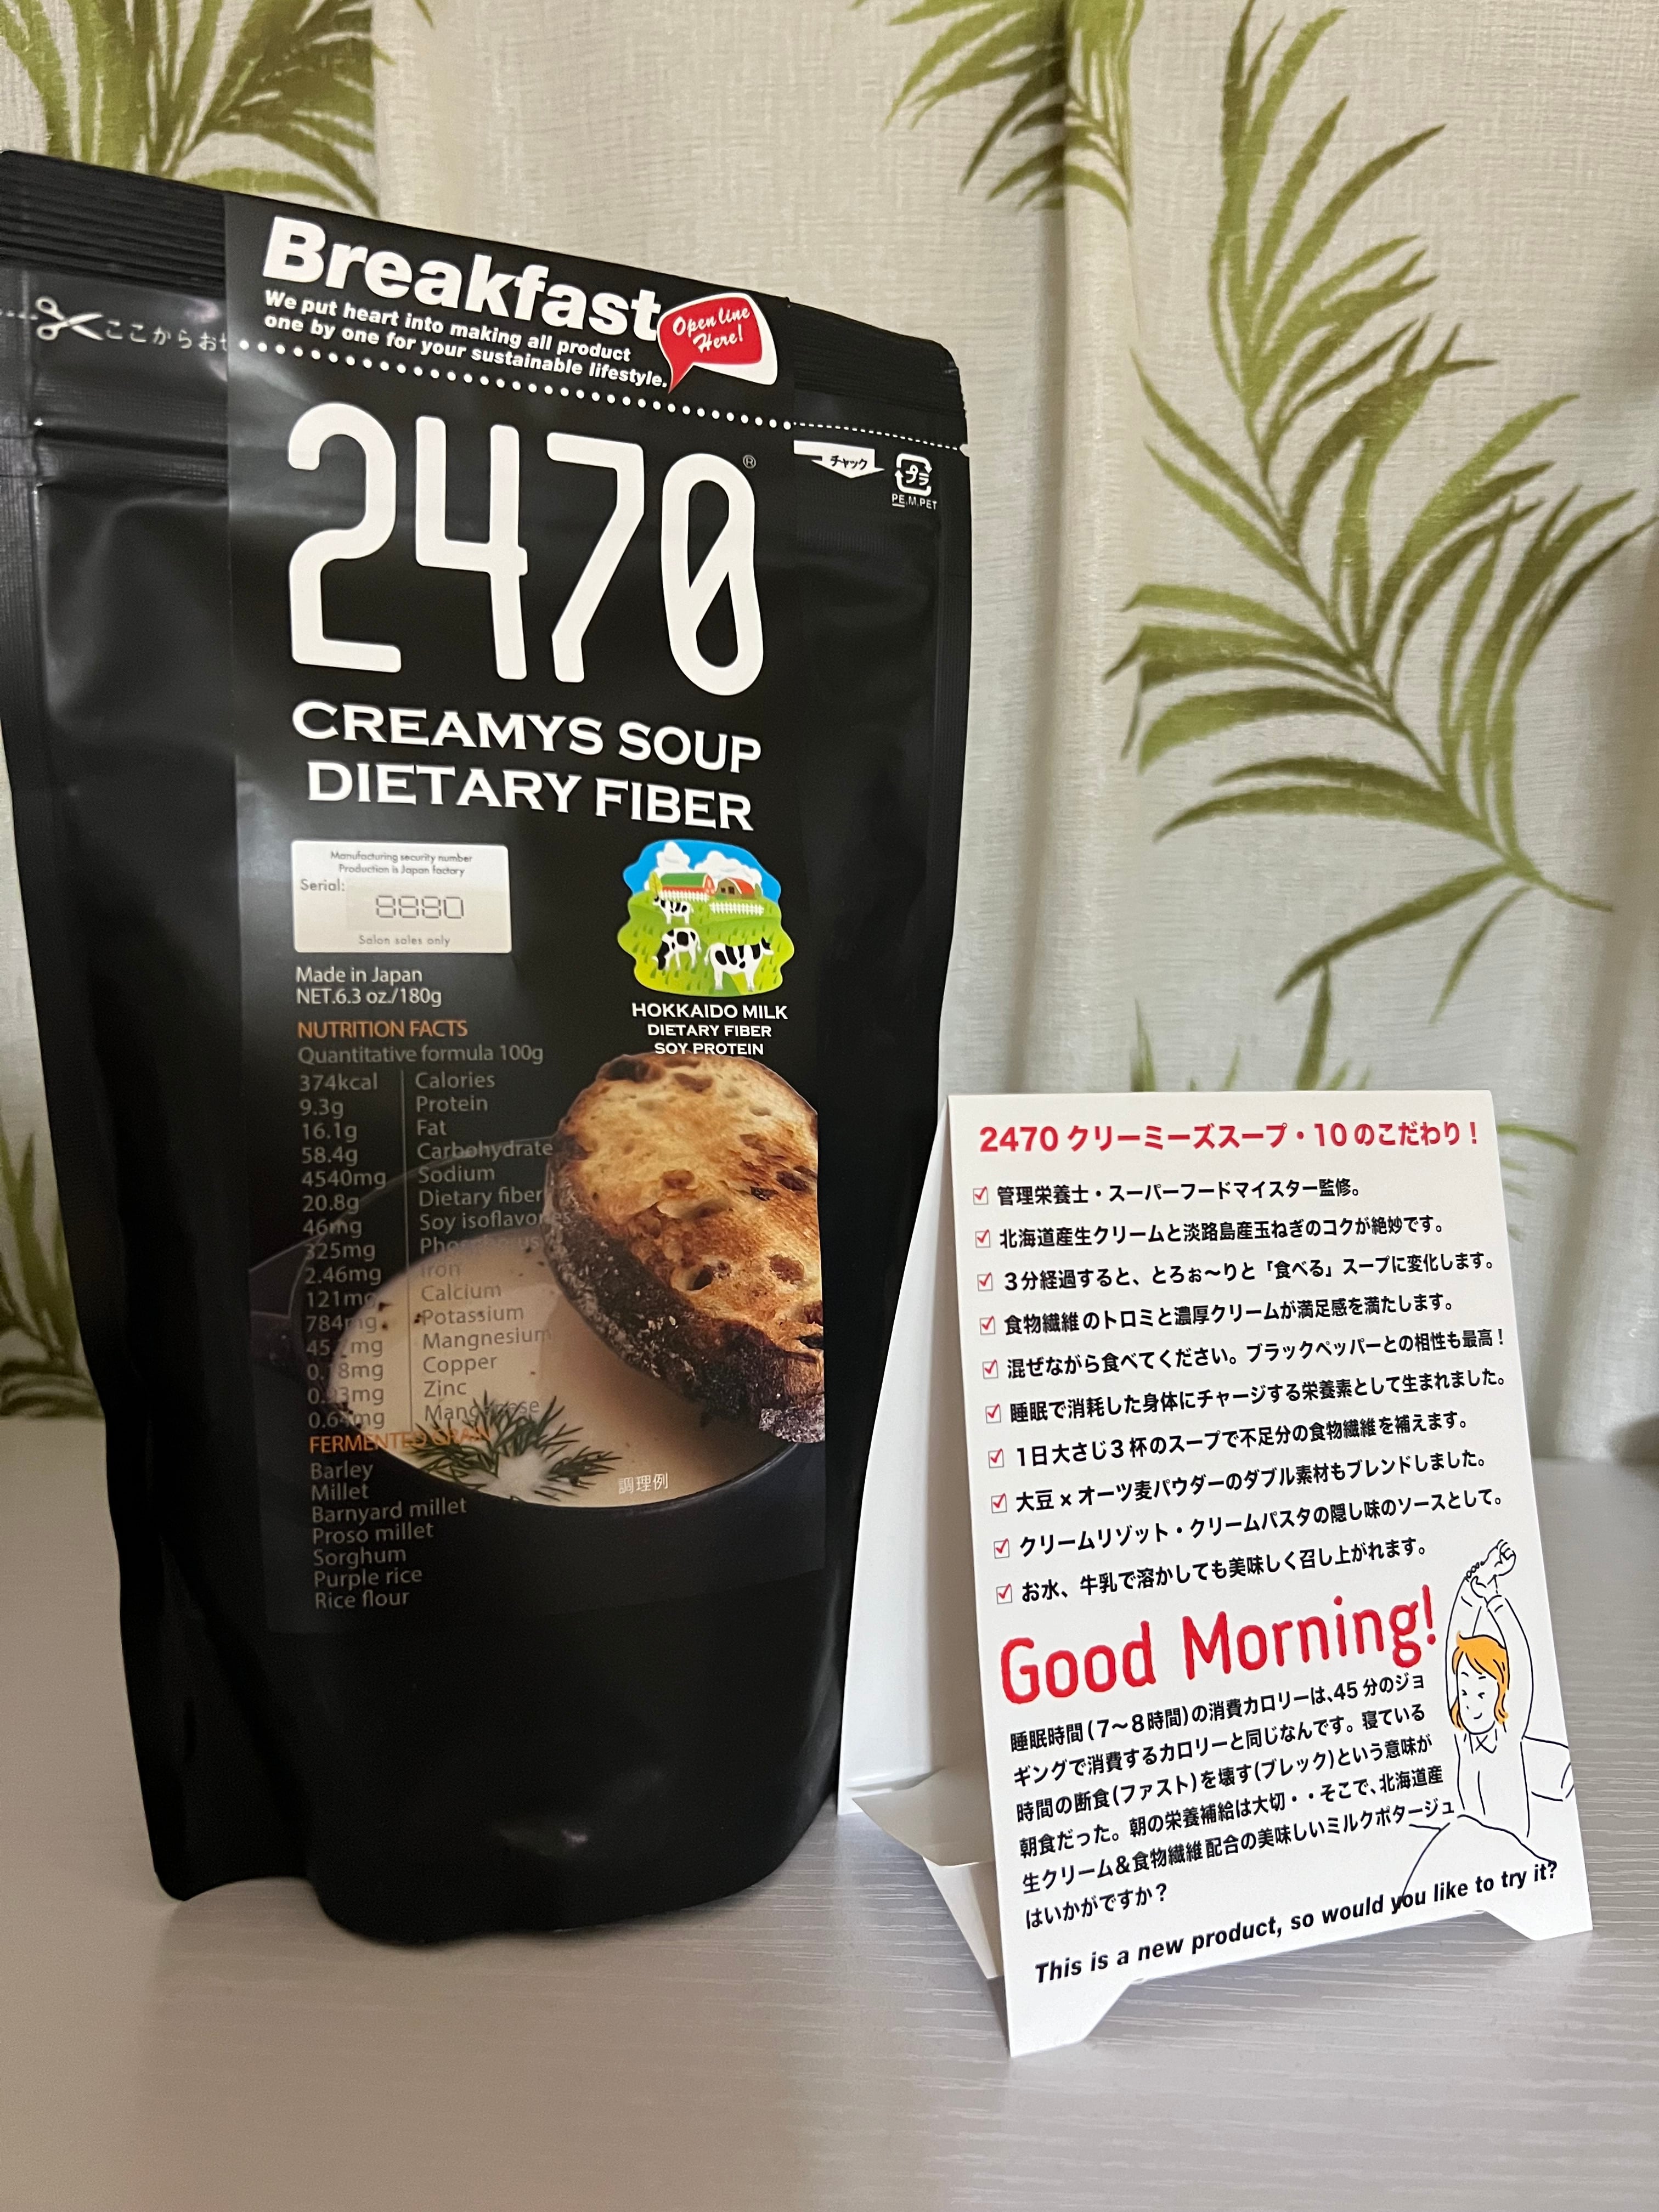 Breakfast
We put heart into making all product
one by one for your sustainable lifestyle.
Open line
Here!
ここからお
チャック
プラ
PE.M.PET
2470®
CREAMYS SOUP
DIETARY FIBER
Manufacturing security number
Production is Japan factory
Serial:
8880
Salon sales only
HOKKAIDO MILK
DIETARY FIBER
SOY PROTEIN
Made in Japan
NET.6.3 oz./180g
NUTRITION FACTS
Quantitative formula 100g
374kcal Calories
9.3g Protein
16.1g Fat
58.4g Carbohydrate
4540mg Sodium
20.8g Dietary fiber
46mg Soy isoflavones
325mg Phosphorus
2.46mg Iron
121mg Calcium
784mg Potassium
Mangnesium
Copper
Zinc
Manganese
FERMENTED GRAIN
Barley
Millet
Barnyard millet
Proso millet
Sorghum
Purple rice
Rice flour
調理例
2470 クリーミーズスープ・10 のこだわり！
管理栄養士・スーパーフードマイスター監修。
北海道産生クリームと淡路島産玉ねぎのコクが絶妙です。
３分経過すると、とろぉ〜りと「食べる」スープに変化します。
食物繊維のトロミと濃厚クリームが満足感を満たします。
混ぜながら食べてください。ブラックペッパーとの相性も最高！
睡眠で消耗した身体にチャージする栄養素として生まれました。
１日大さじ３杯のスープで不足分の食物繊維を補えます。
大豆×オーツ麦パウダーのダブル素材もブレンドしました。
クリームリゾット・クリームパスタの隠し味のソースとして。
お水、牛乳で溶かしても美味しく召し上がれます。
Good Morning!
睡眠時間（７〜８時間）の消費カロリーは、45 分のジョ
ギングで消費するカロリーと同じなんです。寝ている
時間の断食（ファスト）を壊す（ブレック）という意味が
朝食だった。朝の栄養補給は大切・・そこで、北海道産
生クリーム＆食物繊維配合の美味しいミルクポタージュ
はいかがですか？
This is a new product, so would you like to try it?